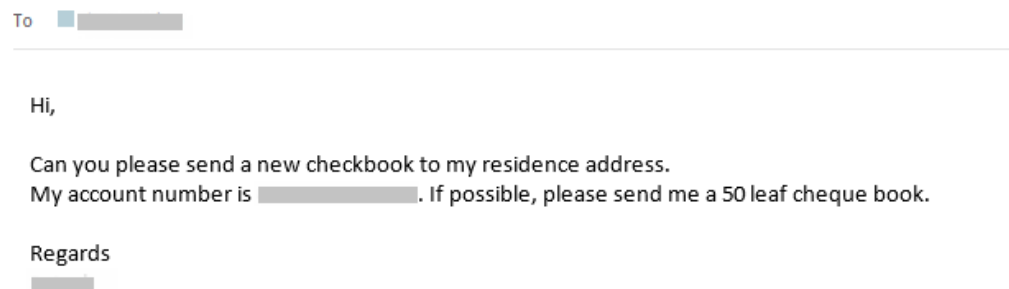 To
Hi,
Can you please send a new checkbook to my residence address.
My account number is . If possible, please send me a 50 leaf cheque book.
Regards